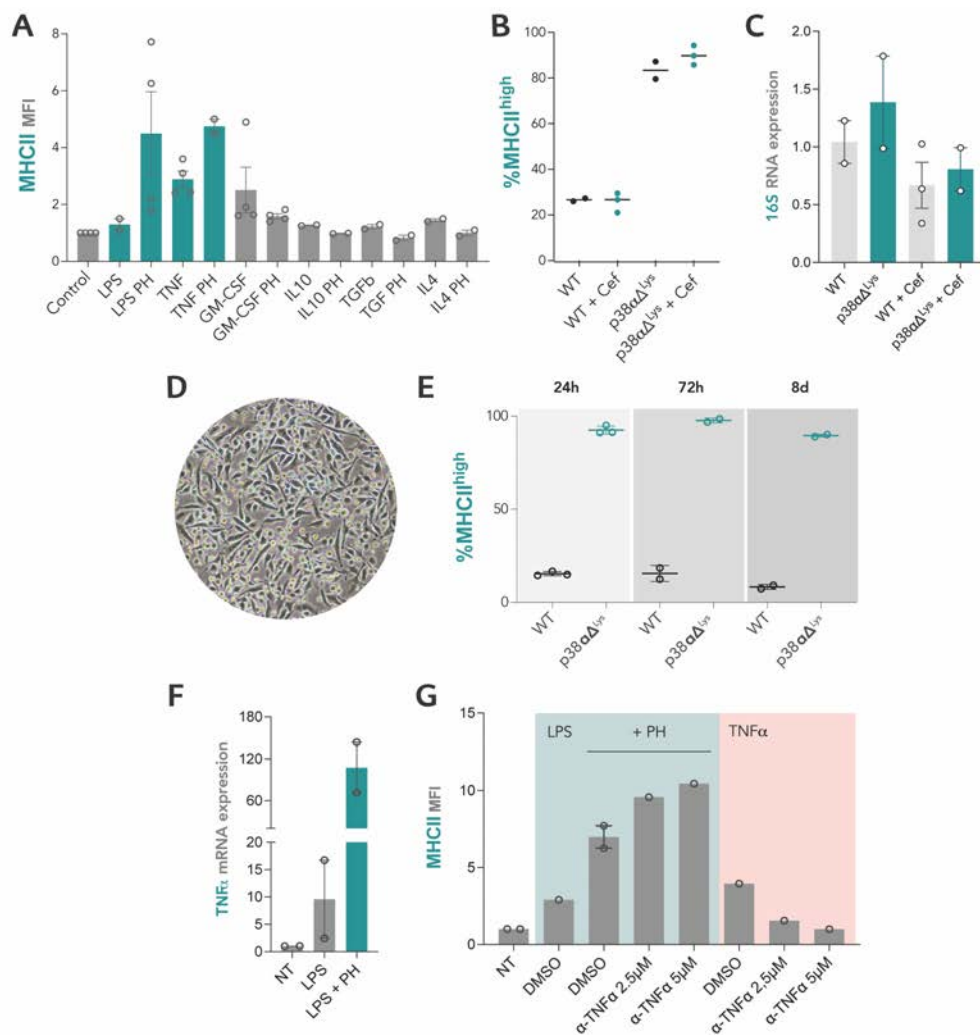 A
MHCII MFI
8
6
4
2
0
Control
LPS
LPS PH
TNF
TNF PH
GM-CSF
GM-CSF PH
IL10
IL10 PH
TGFb
TGF PH
IL4
IL4 PH
B
%MHCIIhigh
100
80
60
40
20
0
WT
WT + Cef
p38αΔLys
p38αΔLys + Cef
C
16S RNA expression
2.0
1.5
1.0
0.5
0.0
WT
p38αΔLys
WT + Cef
p38αΔLys + Cef
D
E
24h
72h
8d
%MHCIIhigh
100
50
0
WT
p38αΔLys
WT
p38αΔLys
WT
p38αΔLys
F
TNFα mRNA expression
180
150
120
90
60
20
15
10
5
0
NT
LPS
LPS + PH
G
MHCII MFI
15
10
5
0
LPS
+ PH
TNFα
NT
DMSO
DMSO
α-TNFα 2.5μM
α-TNFα 5μM
DMSO
α-TNFα 2.5μM
α-TNFα 5μM